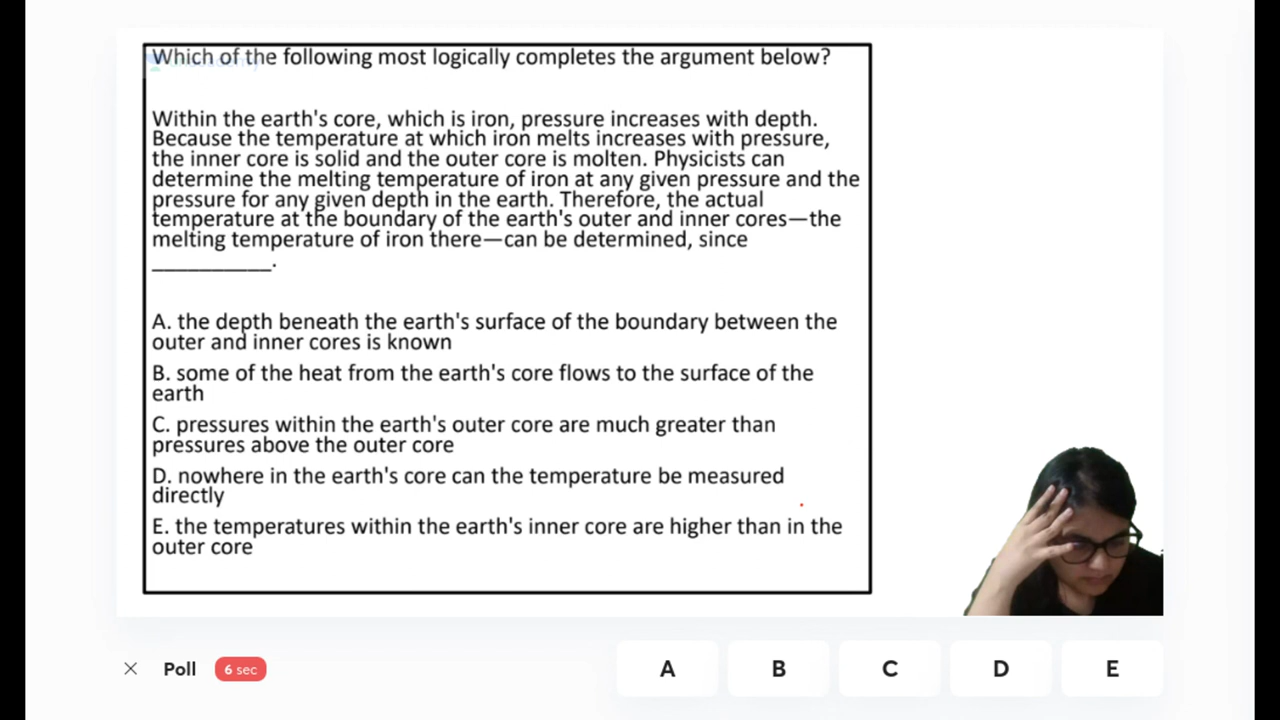 Which of the following most logically completes the argument below?
Within the earth's core, which is iron, pressure increases with depth.
Because the temperature at which iron melts increases with pressure,
the inner core is solid and the outer core is molten. Physicists can
determine the melting temperature of iron at any given pressure and the
pressure for any given depth in the earth. Therefore, the actual
temperature at the boundary of the earth's outer and inner cores—the
melting temperature of iron there—can be determined, since
__________.
A. the depth beneath the earth's surface of the boundary between the
outer and inner cores is known
B. some of the heat from the earth's core flows to the surface of the
earth
C. pressures within the earth's outer core are much greater than
pressures above the outer core
D. nowhere in the earth's core can the temperature be measured
directly
E. the temperatures within the earth's inner core are higher than in the
outer core
Poll
6 sec
A
B
C
D
E